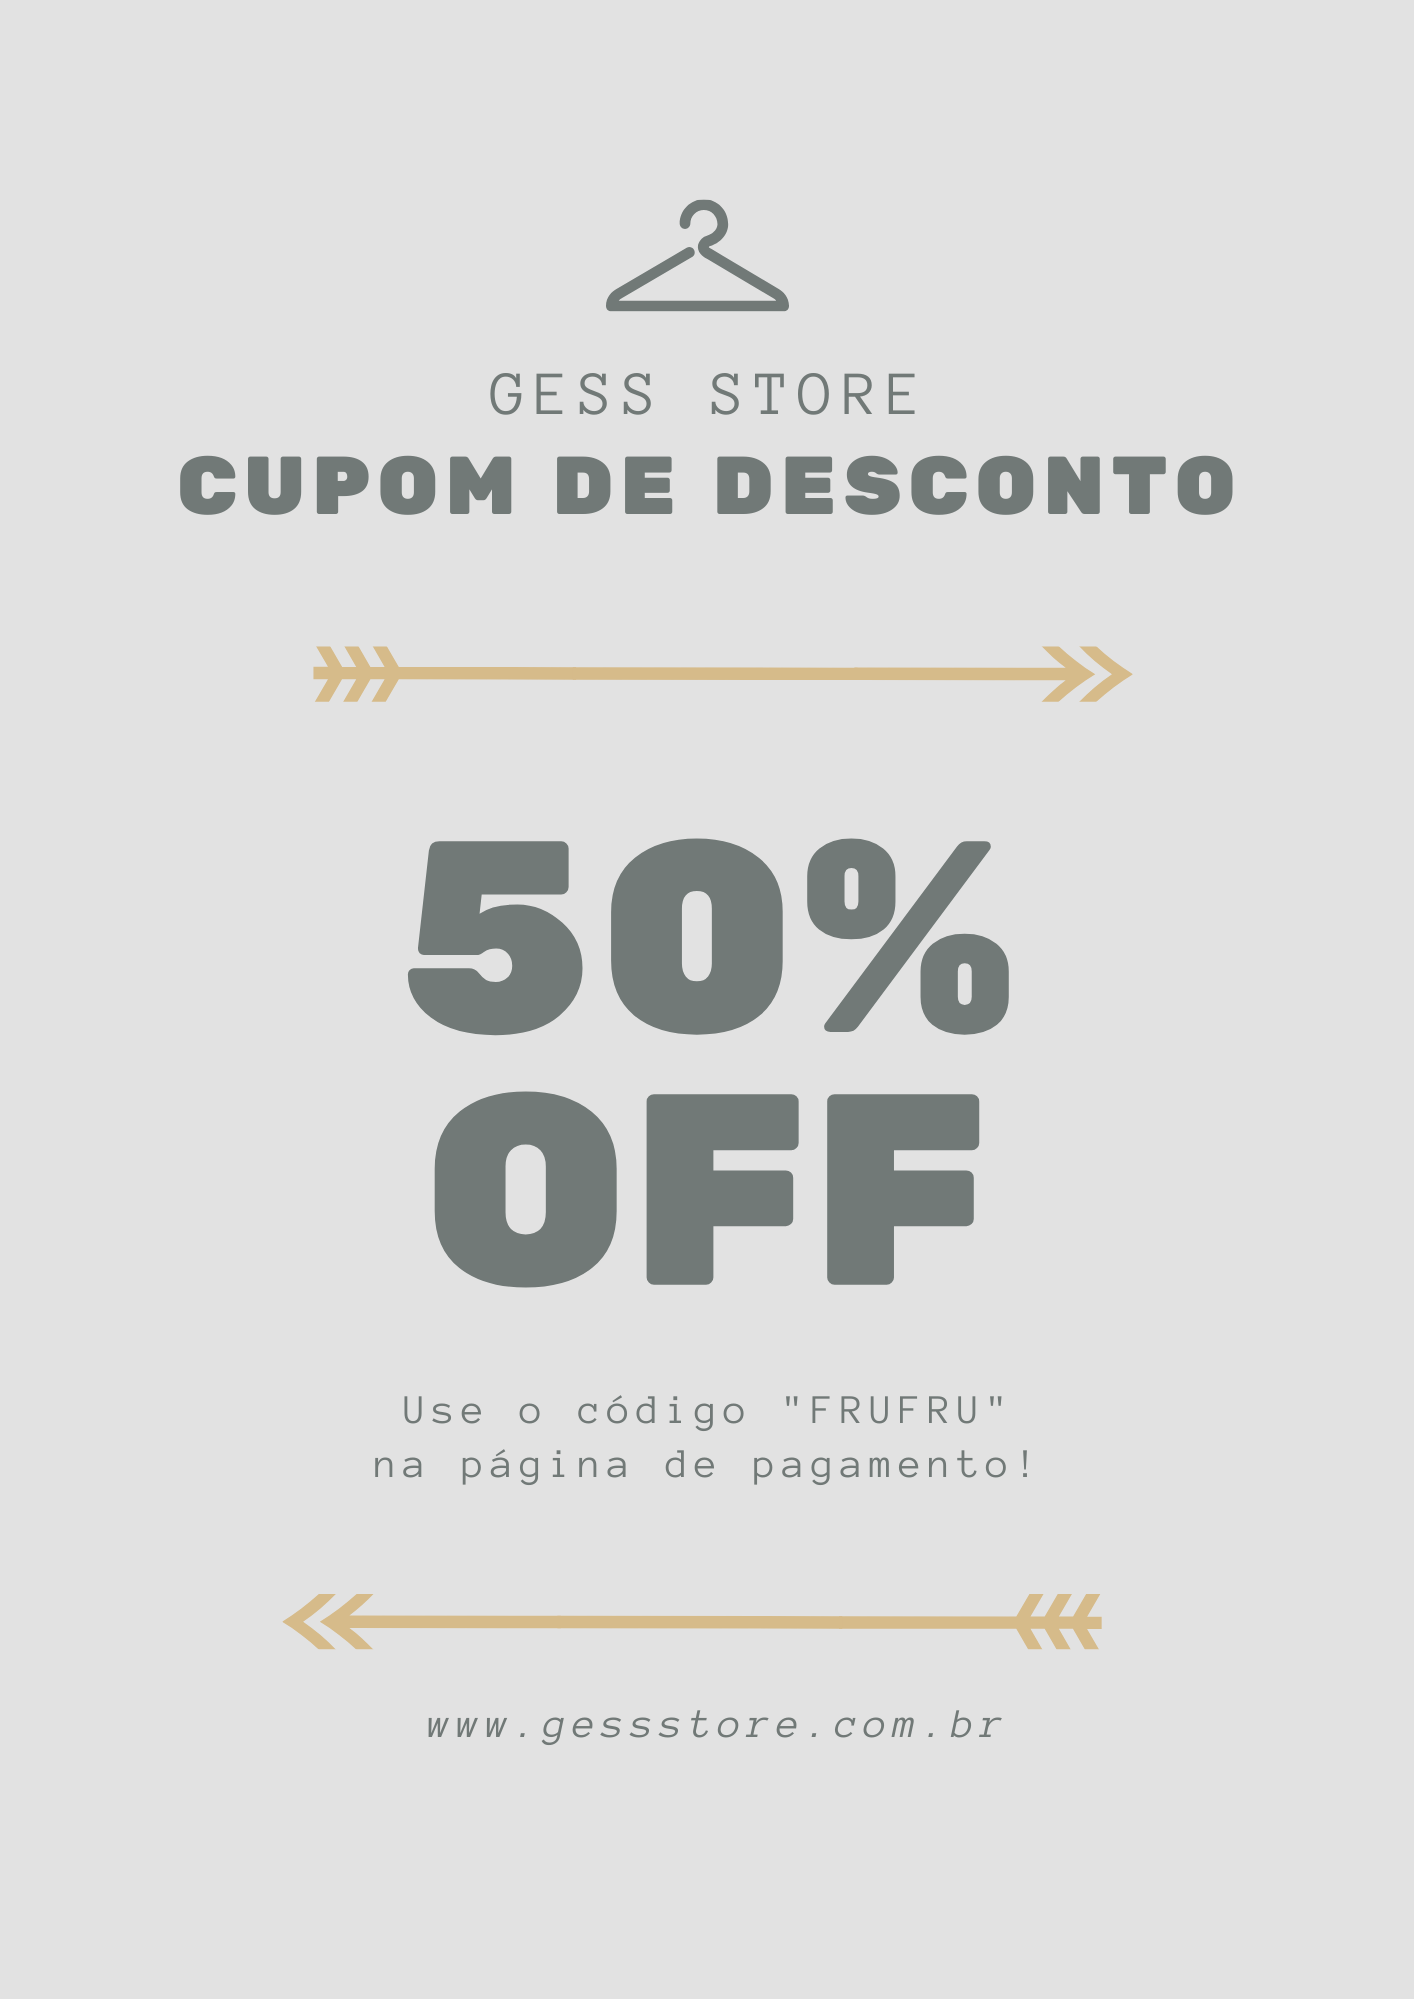 GESS STORE
CUPOM DE DESCONTO
50%
OFF
Use o código "FRUFRU"
na página de pagamento!
www.gessstore.com.br